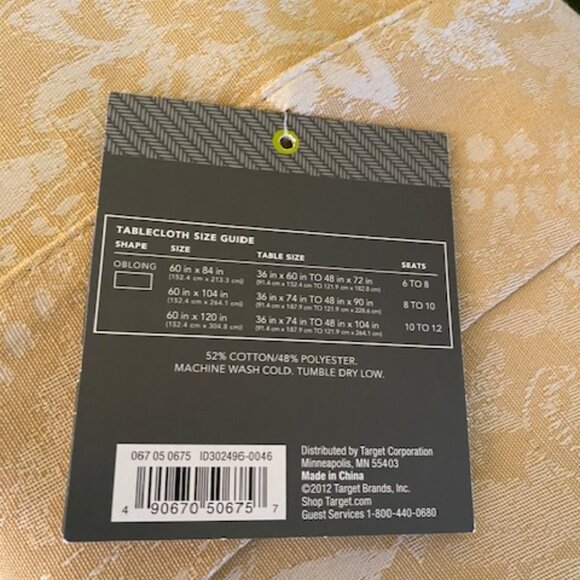 TABLECLOTH SIZE GUIDE
SHAPE SIZE TABLE SIZE SEATS
OBLONG 60 in x 84 in 36 in x 60 in TO 48 in x 72 in 6 TO 8
(152.4 cm x 213.3 cm) (91.4 cm x 152.4 TO 121.9 cm x 182.8 cm)
60 in x 104 in 36 in x 74 in TO 48 in x 90 in 8 TO 10
(152.4 cm x 264.1 cm) (91.4 cm x 187.9 cm TO 121.9 cm x 228.6 cm)
60 in x 120 in 36 in x 74 in TO 48 in x 104 in 10 TO 12
(152.4 cm x 304.8 cm) (91.4 cm x 187.9 cm TO 121.9 cm x 264.1 cm)
52% COTTON/48% POLYESTER.
MACHINE WASH COLD. TUMBLE DRY LOW.
067 05 0675 ID302496-0046
4 90670 50675 7
Distributed by Target Corporation
Minneapolis, MN 55403
Made in China
©2012 Target Brands, Inc.
Shop Target.com
Guest Services 1-800-440-0680